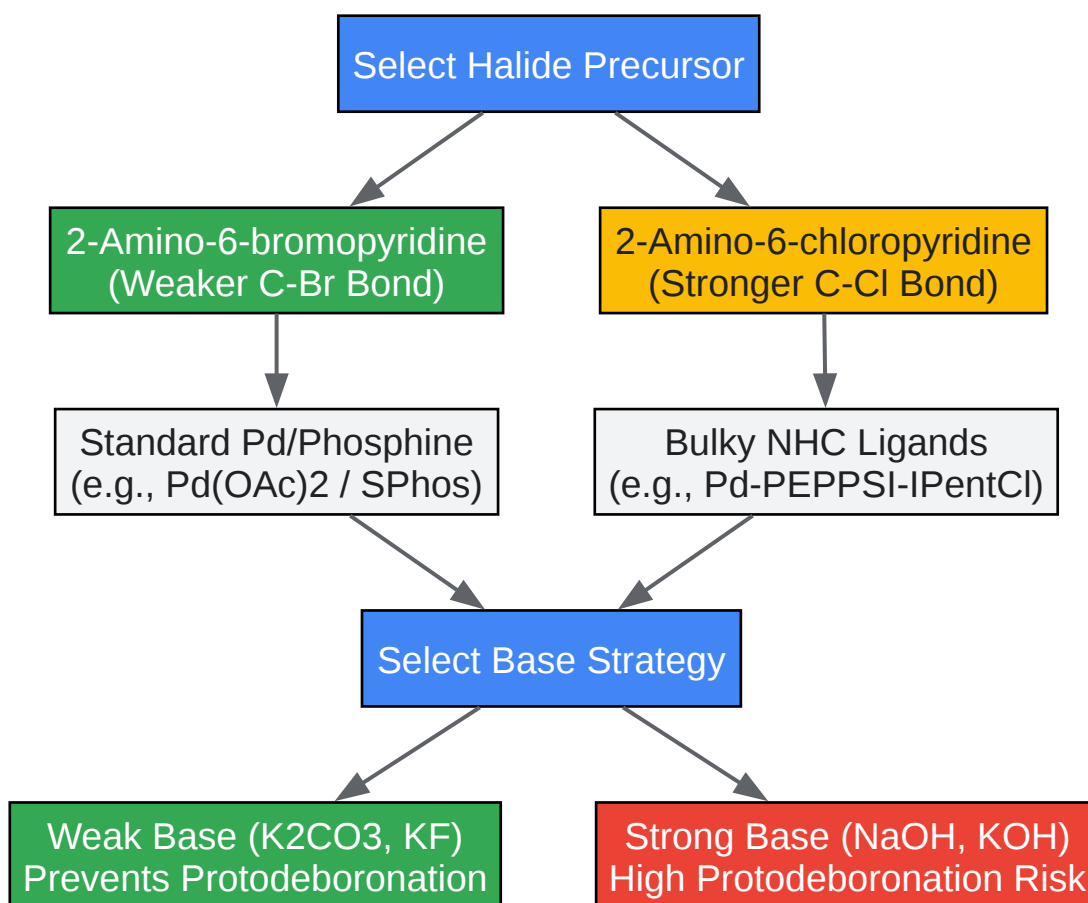 Select Halide Precursor
2-Amino-6-bromopyridine
(Weaker C-Br Bond)
2-Amino-6-chloropyridine
(Stronger C-Cl Bond)
Standard Pd/Phosphine
(e.g., Pd(OAc)2 / SPhos)
Bulky NHC Ligands
(e.g., Pd-PEPPSI-IPentCl)
Select Base Strategy
Weak Base (K2CO3, KF)
Prevents Protodeboronation
Strong Base (NaOH, KOH)
High Protodeboronation Risk